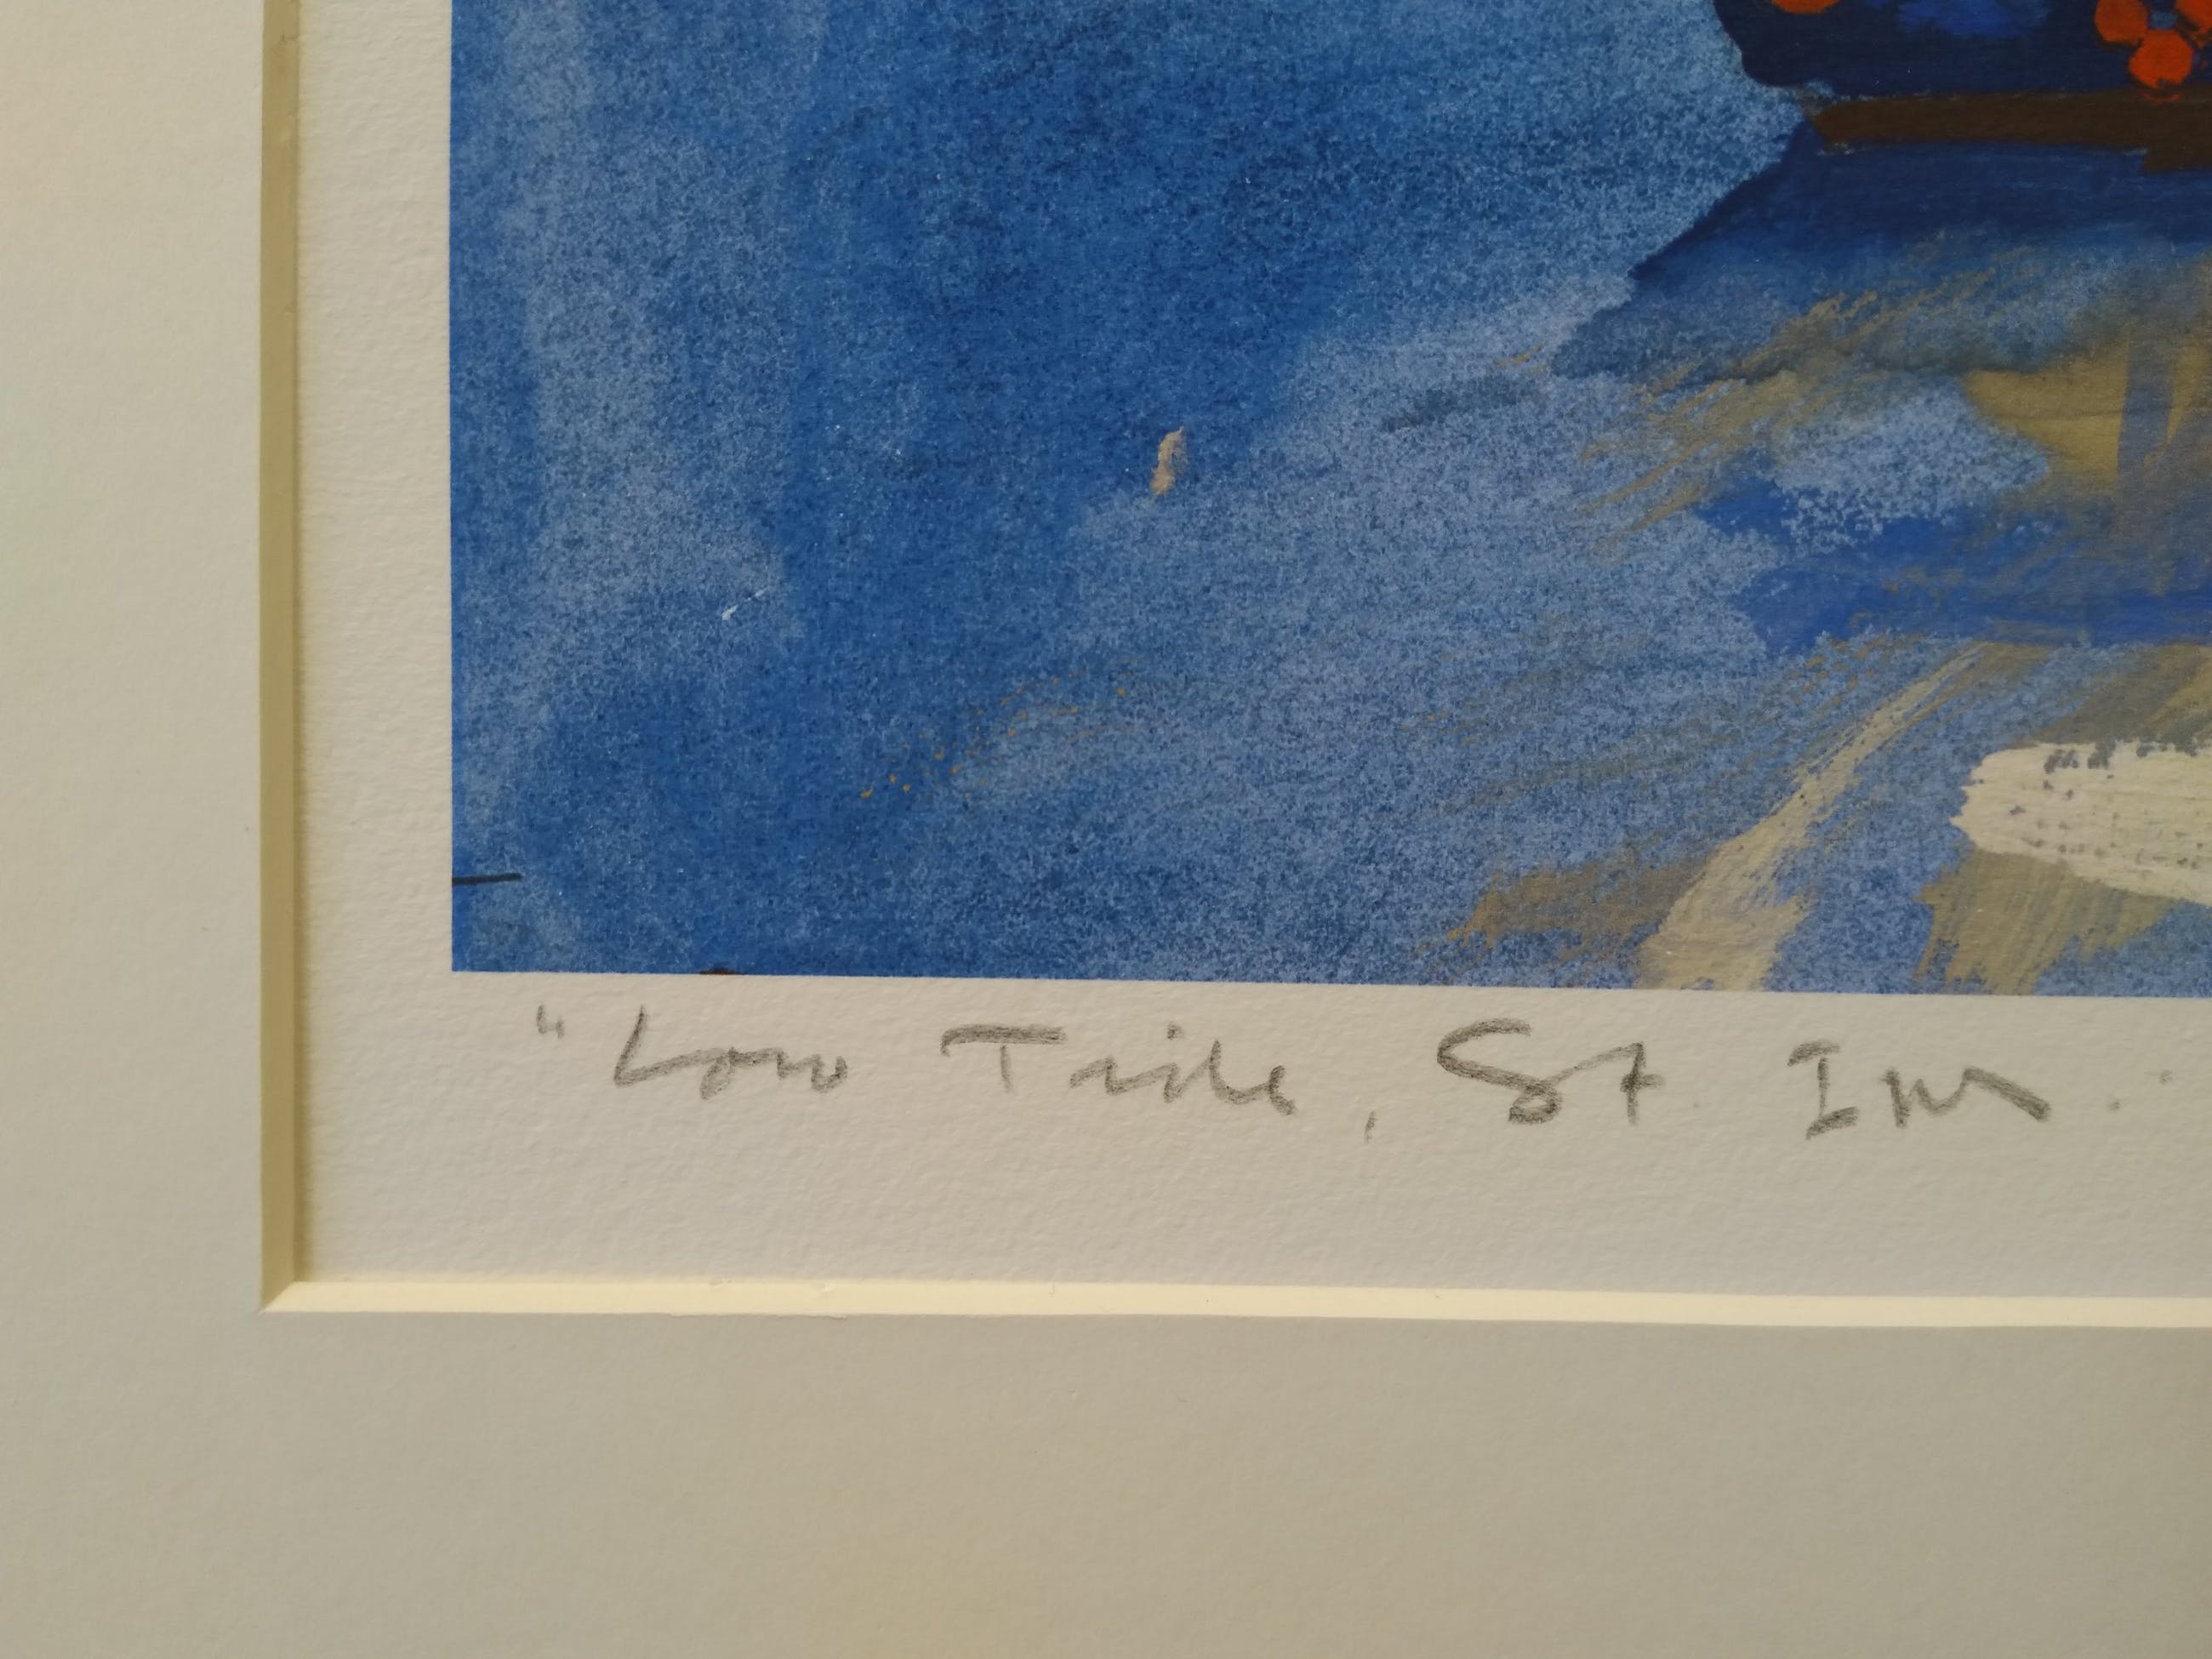 "Low Tide, St Ives."